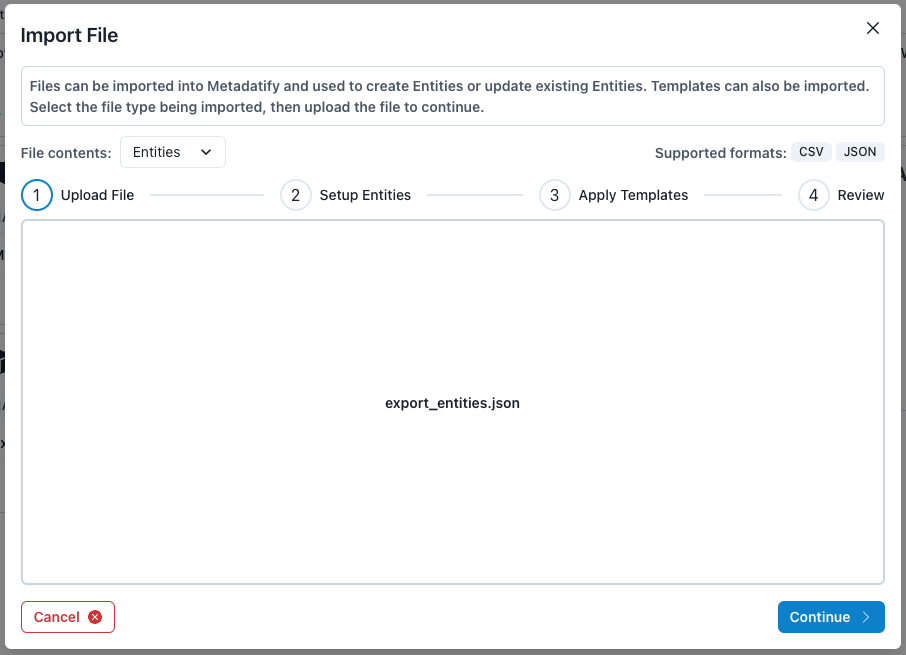 Import File
Files can be imported into Metadatify and used to create Entities or update existing Entities. Templates can also be imported.
Select the file type being imported, then upload the file to continue.
File contents: Entities Supported formats: CSV JSON
1 Upload File 2 Setup Entities 3 Apply Templates 4 Review
export_entities.json
Cancel Continue